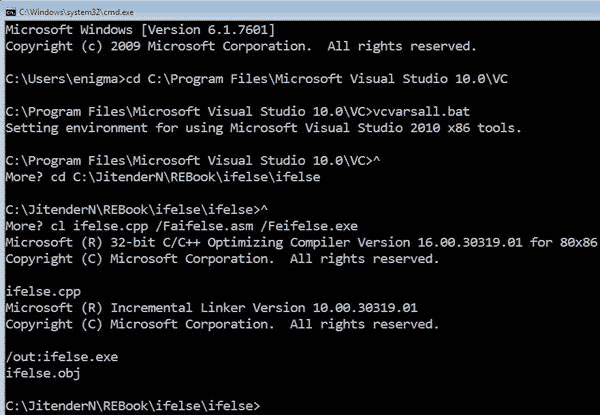 C:\Windows\system32\cmd.exe
Microsoft Windows [Version 6.1.7601]
Copyright (c) 2009 Microsoft Corporation.  All rights reserved.
C:\Users\enigma>cd C:\Program Files\Microsoft Visual Studio 10.0\VC
C:\Program Files\Microsoft Visual Studio 10.0\VC>vcvarsall.bat
Setting environment for using Microsoft Visual Studio 2010 x86 tools.
C:\Program Files\Microsoft Visual Studio 10.0\VC>^
More? cd C:\JitenderN\REBook\ifelse\ifelse
C:\JitenderN\REBook\ifelse\ifelse>^
More? cl ifelse.cpp /Faifelse.asm /Feifelse.exe
Microsoft (R) 32-bit C/C++ Optimizing Compiler Version 16.00.30319.01 for 80x86
Copyright (C) Microsoft Corporation.  All rights reserved.
ifelse.cpp
Microsoft (R) Incremental Linker Version 10.00.30319.01
Copyright (C) Microsoft Corporation.  All rights reserved.
/out:ifelse.exe
ifelse.obj
C:\JitenderN\REBook\ifelse\ifelse>